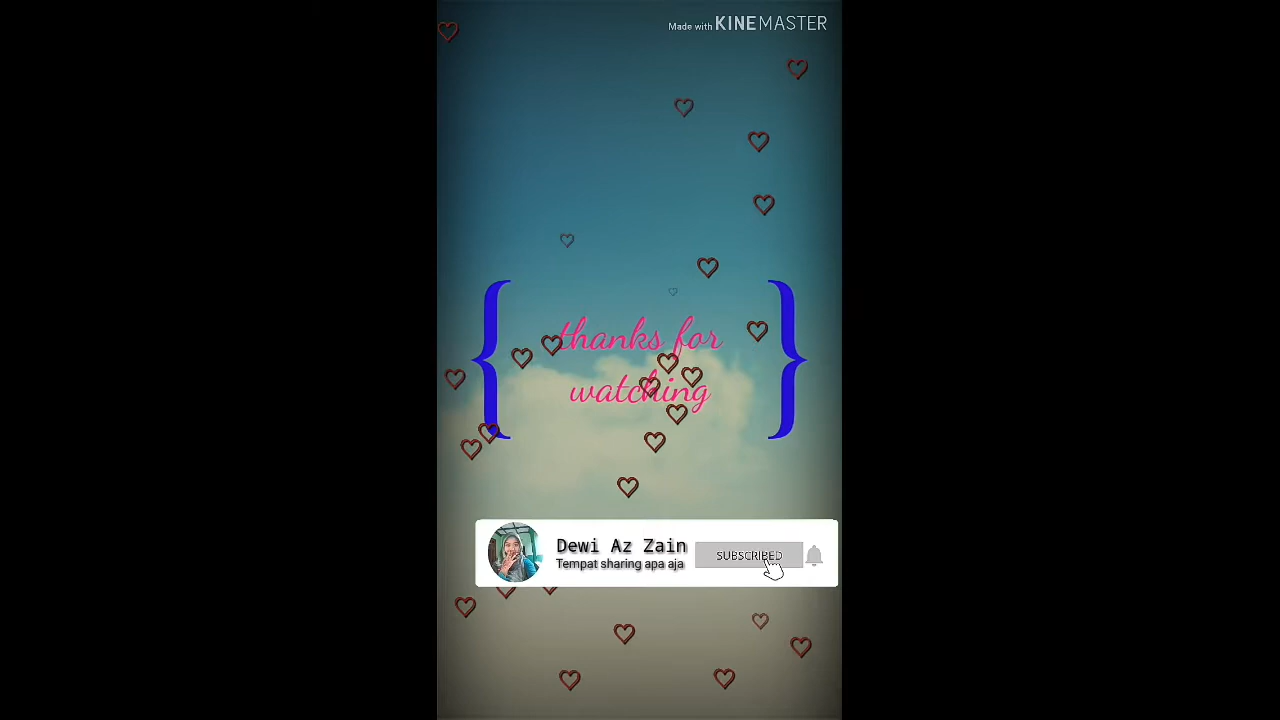 Made with KINEMASTER
thanks for
watching
Dewi Az Zain
Tempat sharing apa aja
SUBSCRIBED